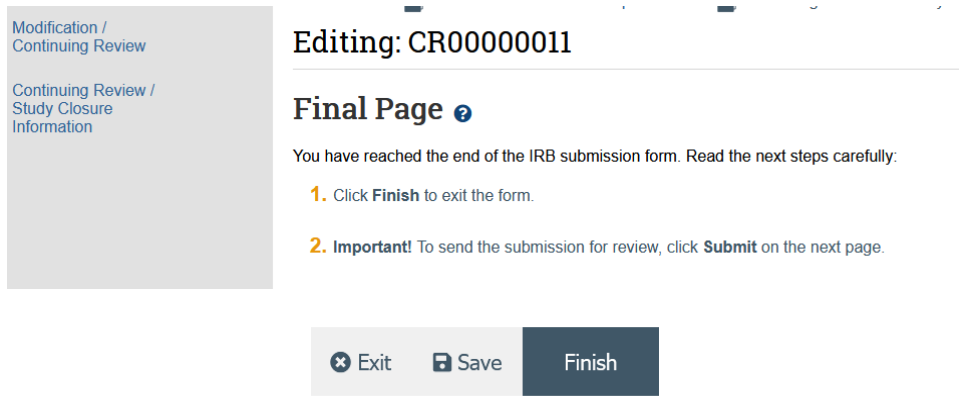 Modification /
Continuing Review
Continuing Review /
Study Closure
Information
Editing: CR00000011
Final Page ?
You have reached the end of the IRB submission form. Read the next steps carefully:
1. Click Finish to exit the form.
2. Important! To send the submission for review, click Submit on the next page.
Exit Save Finish